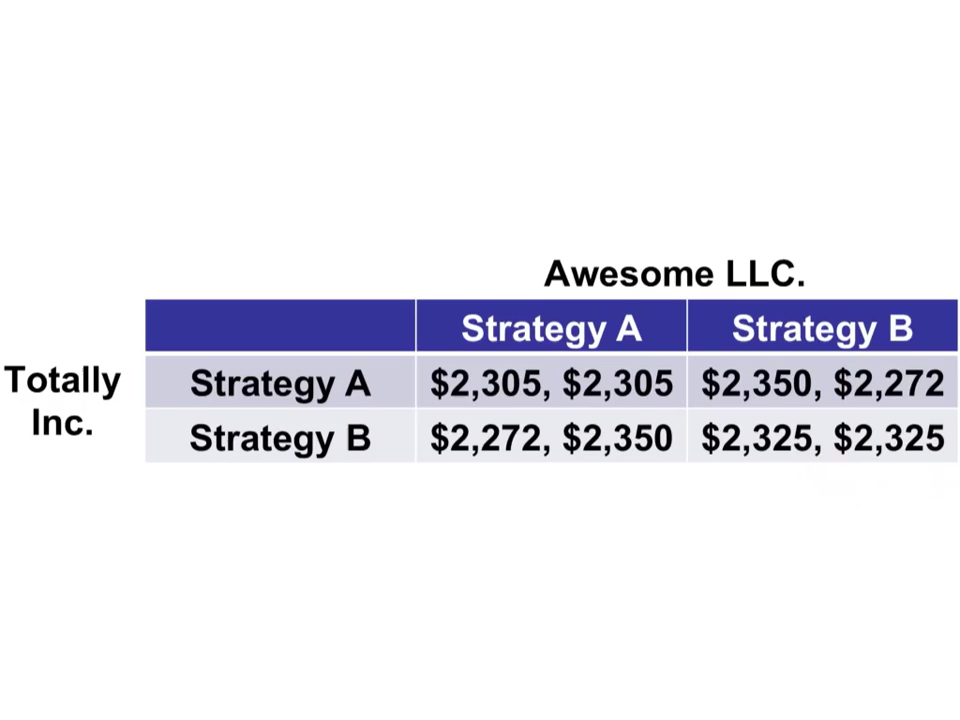 Awesome LLC.
Strategy A Strategy B
Totally Inc.
Strategy A $2,305, $2,305 $2,350, $2,272
Strategy B $2,272, $2,350 $2,325, $2,325